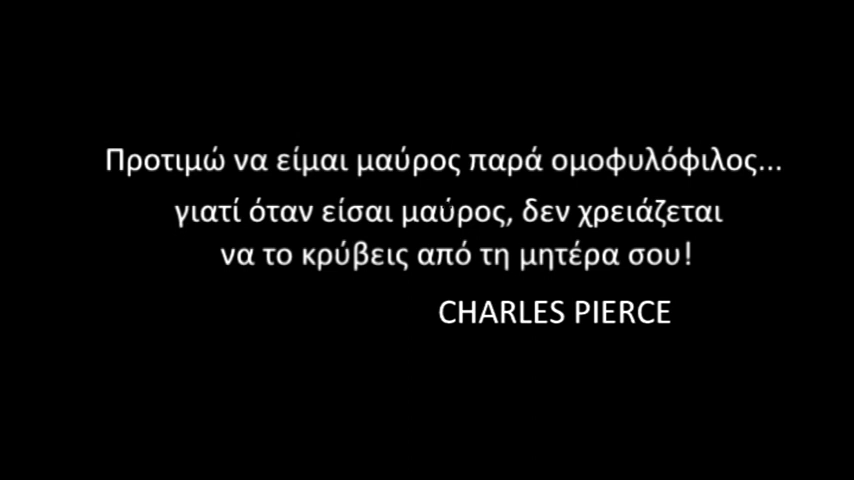 Προτιμώ να είμαι μαύρος παρά ομοφυλόφιλος...
γιατί όταν είσαι μαύρος, δεν χρειάζεται
να το κρύβεις από τη μητέρα σου!
CHARLES PIERCE